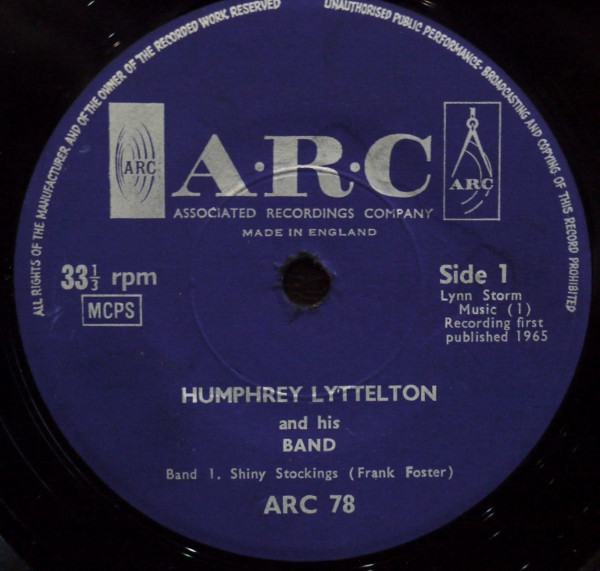 ALL RIGHTS OF THE MANUFACTURER AND OF THE OWNER OF THE RECORDED WORK RESERVED
UNAUTHORISED PUBLIC PERFORMANCE · BROADCASTING AND COPYING OF THIS RECORD PROHIBITED
ARC
A·R·C
ARC
ASSOCIATED RECORDINGS COMPANY
MADE IN ENGLAND
33⅓ rpm
MCPS
Side 1
Lynn Storm
Music (1)
Recording first
published 1965
HUMPHREY LYTTELTON
and his
BAND
Band 1. Shiny Stockings (Frank Foster)
ARC 78